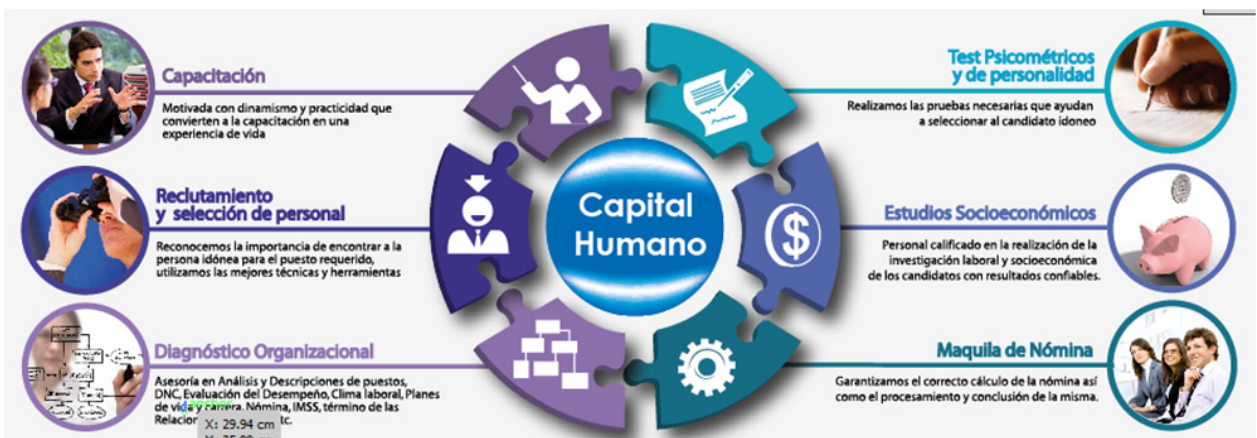 Capacitación
Motivada con dinamismo y practicidad que
convierten a la capacitación en una
experiencia de vida
Reclutamiento
y selección de personal
Reconocemos la importancia de encontrar a la
persona idónea para el puesto requerido,
utilizamos las mejores técnicas y herramientas
Diagnóstico Organizacional
Asesoría en Análisis y Descripciones de puestos,
DNC, Evaluación del Desempeño, Clima laboral, Planes
de vida y carrera. Nómina, IMSS, término de las
anchor
X: 29.94 cm
Capital
Humano
$
Test Psicométricos
y de personalidad
Realizamos las pruebas necesarias que ayudan
a seleccionar al candidato idoneo
Estudios Socioeconómicos
Personal calificado en la realización de la
investigación laboral y socioeconómica
de los candidatos con resultados confiables.
Maquila de Nómina
Garantizamos el correcto cálculo de la nómina así
como el procesamiento y conclusión de la misma.